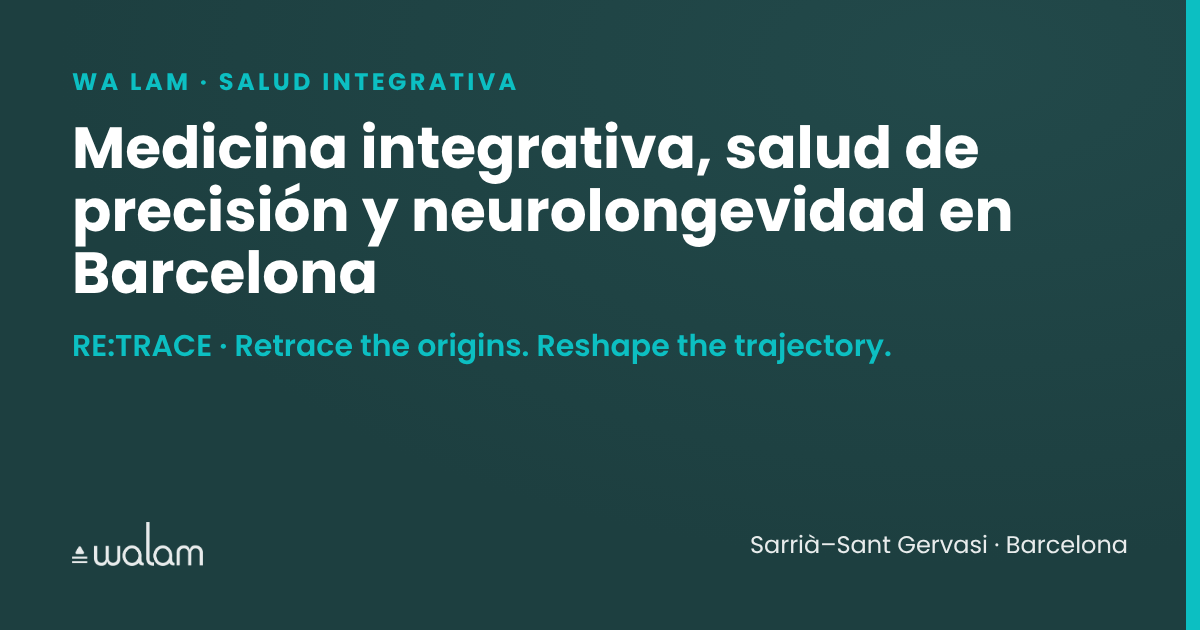 WA LAM · SALUD INTEGRATIVA
Medicina integrativa, salud de
precisión y neurolongevidad en
Barcelona
RE:TRACE · Retrace the origins. Reshape the trajectory.
walam
Sarrià–Sant Gervasi · Barcelona